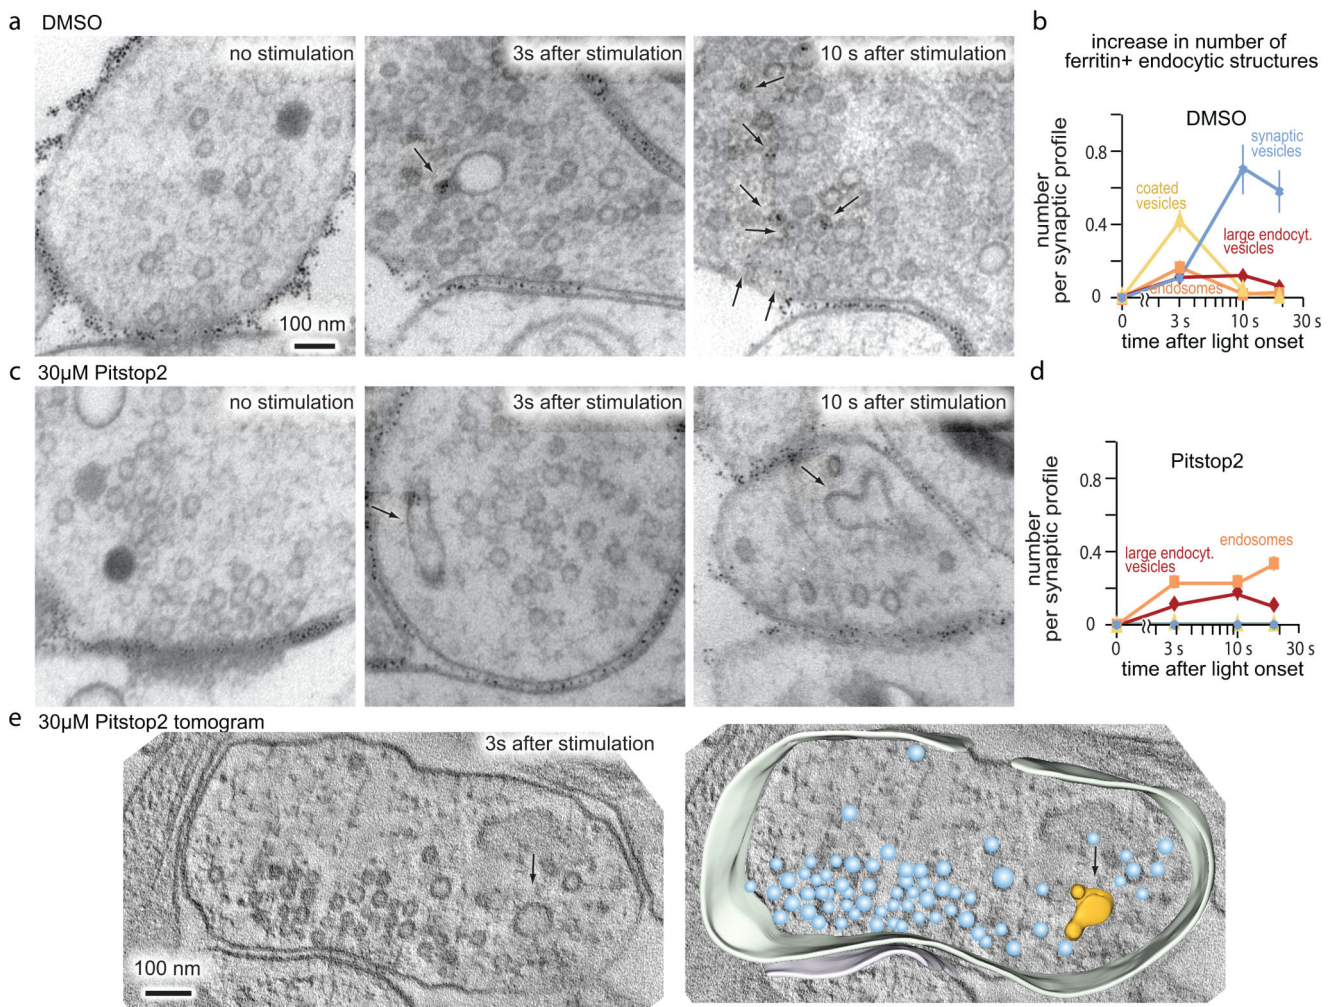 a
DMSO
no stimulation
3s after stimulation
10 s after stimulation
100 nm
b
increase in number of
ferritin+ endocytic structures
DMSO
number
per synaptic profile
0.8
0.4
0
synaptic
vesicles
coated
vesicles
large endocyt.
vesicles
endosomes
0
3 s
10 s
30 s
time after light onset
c
30µM Pitstop2
no stimulation
3s after stimulation
10 s after stimulation
d
Pitstop2
number
per synaptic profile
0.8
0.4
0
large endocyt.
vesicles
endosomes
0
3 s
10 s
30 s
time after light onset
e
30µM Pitstop2 tomogram
3s after stimulation
100 nm